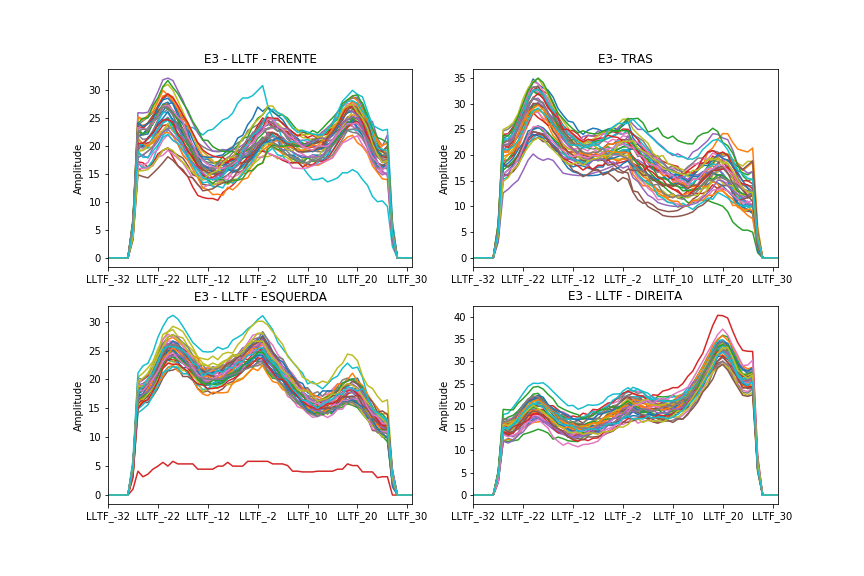 E3 - LLTF - FRENTE
Amplitude
30
25
20
15
10
5
0
LLTF_-32 LLTF_-22 LLTF_-12 LLTF_-2 LLTF_10 LLTF_20 LLTF_30
E3- TRAS
Amplitude
35
30
25
20
15
10
5
0
LLTF_-32 LLTF_-22 LLTF_-12 LLTF_-2 LLTF_10 LLTF_20 LLTF_30
E3 - LLTF - ESQUERDA
Amplitude
30
25
20
15
10
5
0
LLTF_-32 LLTF_-22 LLTF_-12 LLTF_-2 LLTF_10 LLTF_20 LLTF_30
E3 - LLTF - DIREITA
Amplitude
40
35
30
25
20
15
10
5
0
LLTF_-32 LLTF_-22 LLTF_-12 LLTF_-2 LLTF_10 LLTF_20 LLTF_30